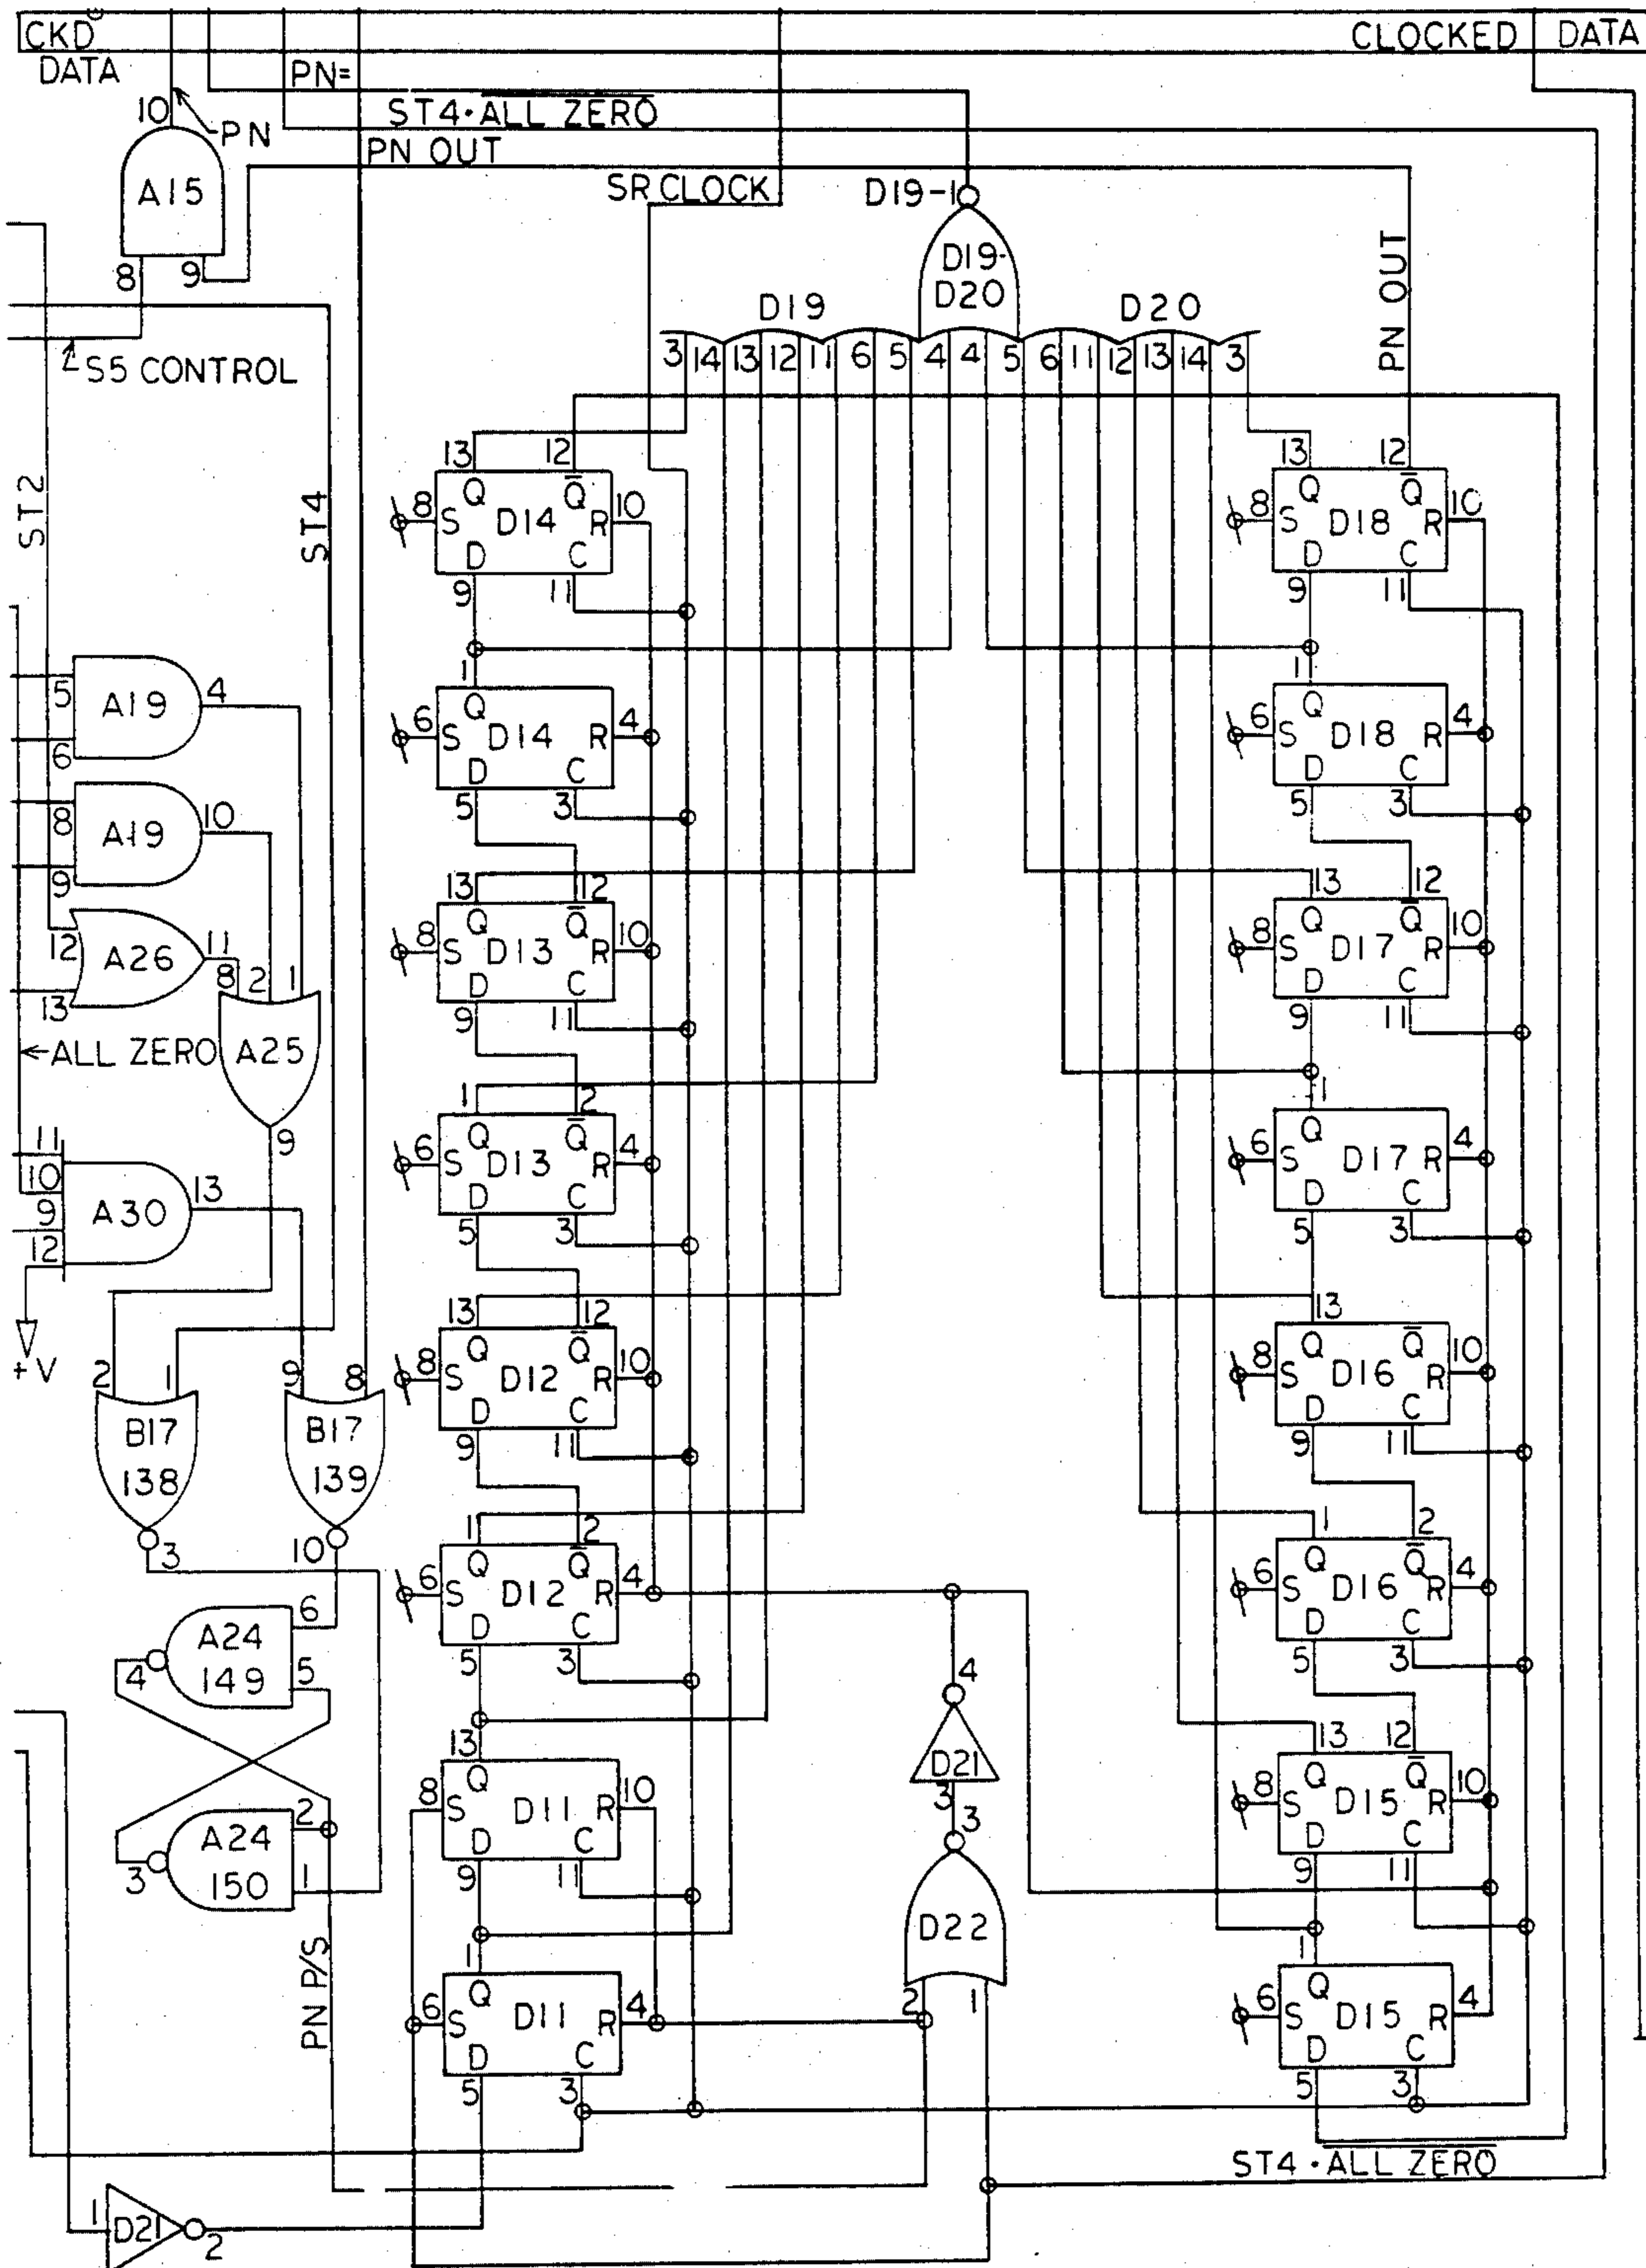 CKD CLOCKED DATA
DATA PN=
10 PN ST4·ALL ZERO
PN OUT
A15 SR CLOCK D19-1
8 9 D19-
D20
D19 D20 PN OUT
S5 CONTROL 3 14 13 12 11 6 5 4 4 5 6 11 12 13 14 3
ST2 ST4
13 12 13 12
8 S Q Q̅ D14 R 10 8 S Q Q̅ D18 R 10
D C D C
9 11 9 11
1 1
5 A19 4 6 S Q D14 R 4 6 S Q D18 R 4
6 D C D C
5 3 5 3
8 A19 10
9 13 12 13 12
12 A26 11 8 S Q Q̅ D13 R 10 8 S Q Q̅ D17 R 10
13 8 2 1 D C D C
9 11 9 11
ALL ZERO A25
9 1 2 1
11 6 S Q Q̅ D13 R 4 6 S Q D17 R 4
10 A30 13 D C D C
9 5 3 5 3
12
+V 13 12 13
2 1 9 8 8 S Q Q̅ D12 R 10 8 S Q Q̅ D16 R 10
B17 B17 D C D C
138 139 9 11 9 11
3 10 1 2 1 2
6 S Q Q̅ D12 R 4 6 S Q Q̅ D16 R 4
A24 6 D C D C
4 149 5 5 3 5 3
4
13 D21 13 12
8 S Q D11 R 10 3 8 S Q Q̅ D15 R 10
A24 2 D C 3 D C
3 150 1 9 11 9 11
D22
PN P/S 1 1
6 S Q D11 R 4 2 1 6 S Q D15 R 4
D C D C
5 3 5 3
ST4·ALL ZERO
1 D21 2